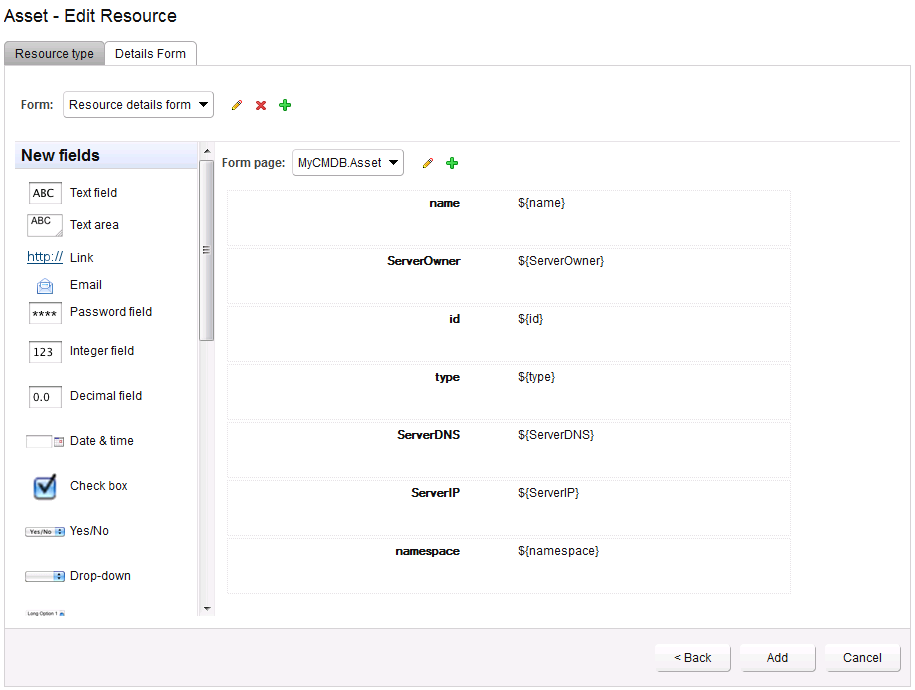 Asset - Edit Resource
Resource type Details Form
Form: Resource details form
New fields
Form page: MyCMDB.Asset
ABC Text field
ABC Text area
http:// Link
Email
**** Password field
123 Integer field
0.0 Decimal field
Date & time
Check box
Yes/No Yes/No
Drop-down
Long Option 1
name ${name}
ServerOwner ${ServerOwner}
id ${id}
type ${type}
ServerDNS ${ServerDNS}
ServerIP ${ServerIP}
namespace ${namespace}
< Back Add Cancel